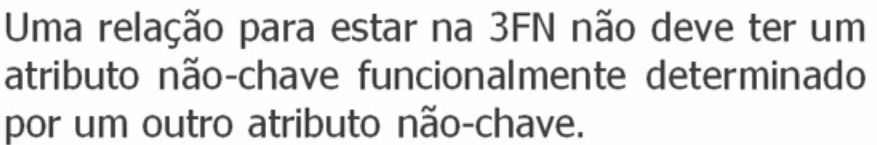 Uma relação para estar na 3FN não deve ter um
atributo não-chave funcionalmente determinado
por um outro atributo não-chave.